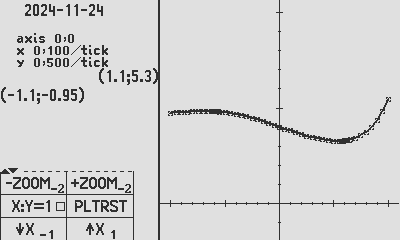 2024-11-24
axis 0;0
x 0;100/tick
y 0;500/tick
(1.1;5.3)
(-1.1;-0.95)
-ZOOM_2 +ZOOM_2
X:Y=1□ PLTRST
↓X_-1 ↑X_1